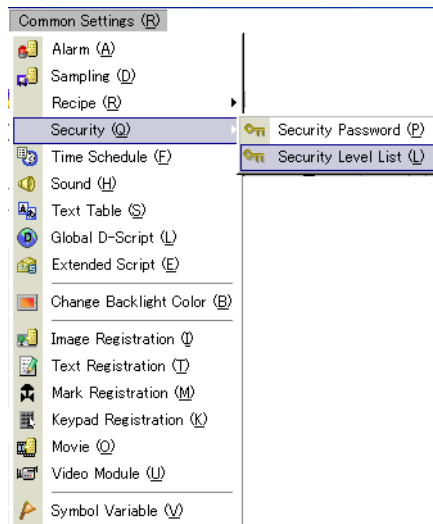 Common Settings (R)
Alarm (A)
Sampling (D)
Recipe (R)
Security (Q)
Security Password (P)
Security Level List (L)
Time Schedule (F)
Sound (H)
Text Table (S)
Global D-Script (L)
Extended Script (E)
Change Backlight Color (B)
Image Registration (I)
Text Registration (T)
Mark Registration (M)
Keypad Registration (K)
Movie (O)
Video Module (U)
Symbol Variable (V)